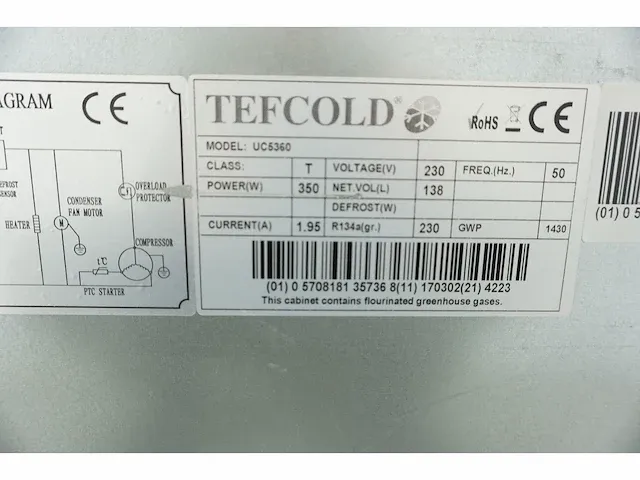 AGRAM CE
DEFROST
SENSOR
HEATER
CONDENSER
FAN MOTOR
M
OVERLOAD
PROTECTOR
COMPRESSOR
t℃
PTC STARTER
TEFCOLD® RoHS CE
MODEL: UC5360
CLASS: T VOLTAGE(V) 230 FREQ.(Hz.) 50
POWER(W) 350 NET.VOL(L) 138
DEFROST(W)
CURRENT(A) 1.95 R134a(gr.) 230 GWP 1430
(01) 0 5708181 35736 8(11) 170302(21) 4223
This cabinet contains flourinated greenhouse gases.
(01) 0 5